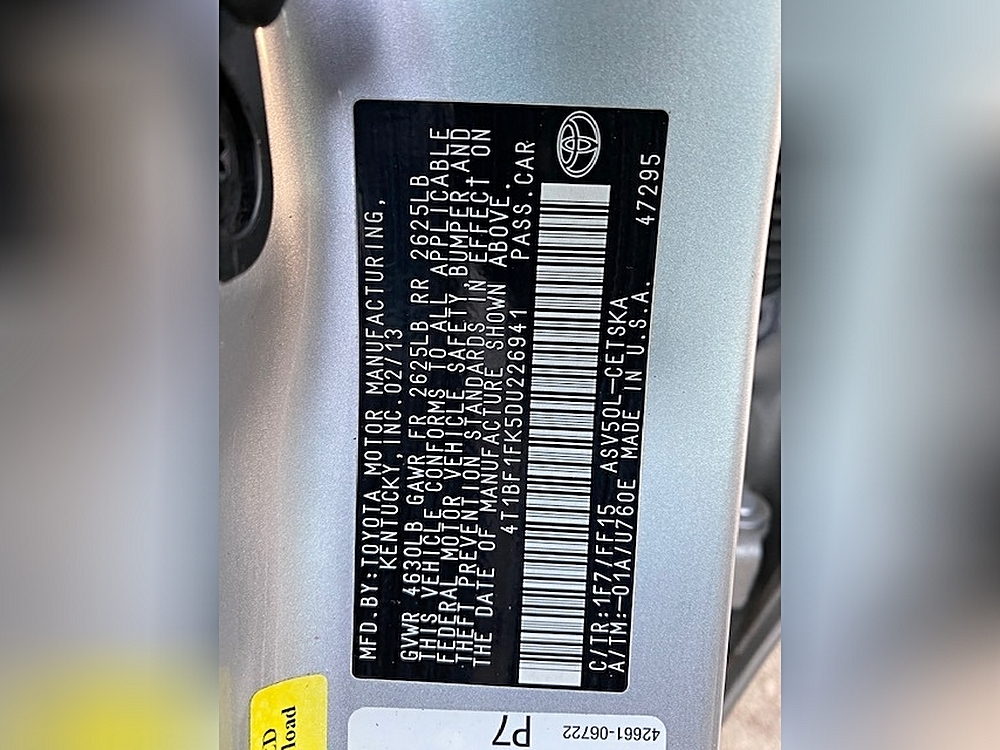 MFD.BY:TOYOTA MOTOR MANUFACTURING,
KENTUCKY,INC.02/13
GVWR 4630LB GAWR FR 2625LB RR 2625LB
THIS VEHICLE CONFORMS TO ALL APPLICABLE
FEDERAL MOTOR VEHICLE SAFETY,BUMPER,AND
THEFT PREVENTION STANDARDS IN EFFECT ON
THE DATE OF MANUFACTURE SHOWN ABOVE.
4T1BF1FK5DU226941 PASS.CAR
C/TR:1F7/FF15 ASV50L-CETSKA 47295
A/TM:-01A/U760E MADE IN U.S.A.
42661-06722
P7
load